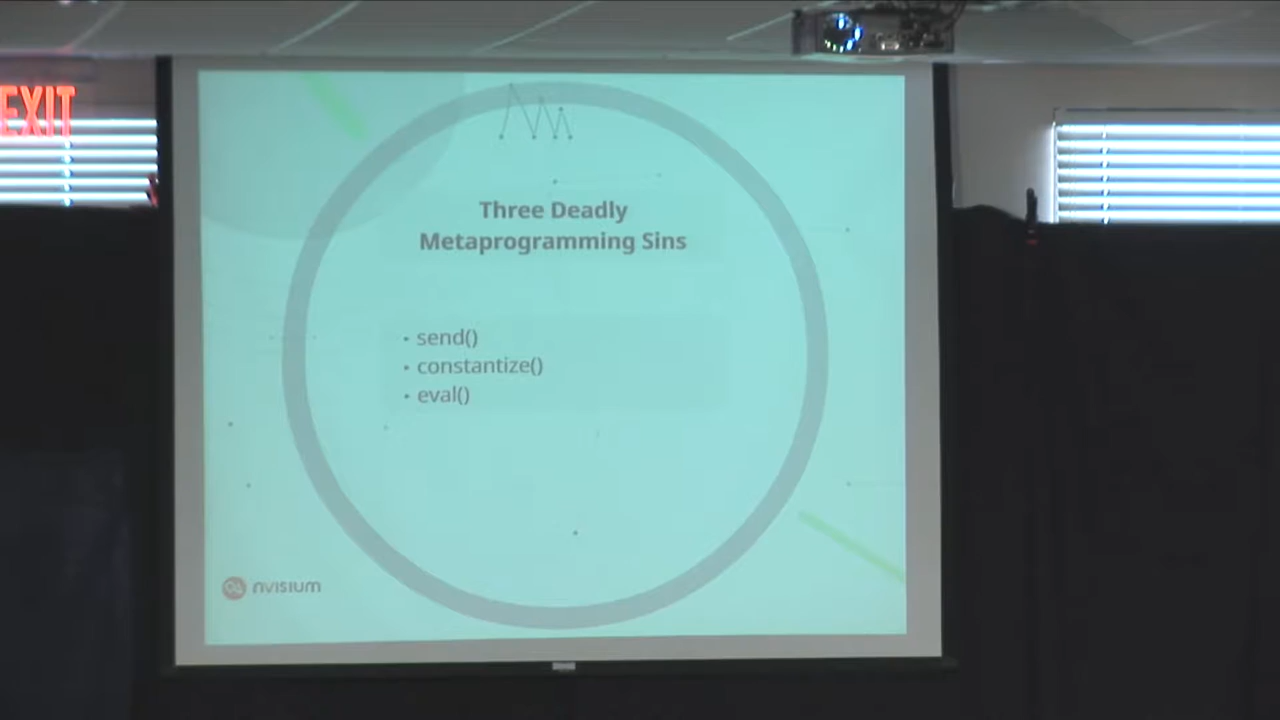 EXIT
Three Deadly
Metaprogramming Sins
• send()
• constantize()
• eval()
nvisium